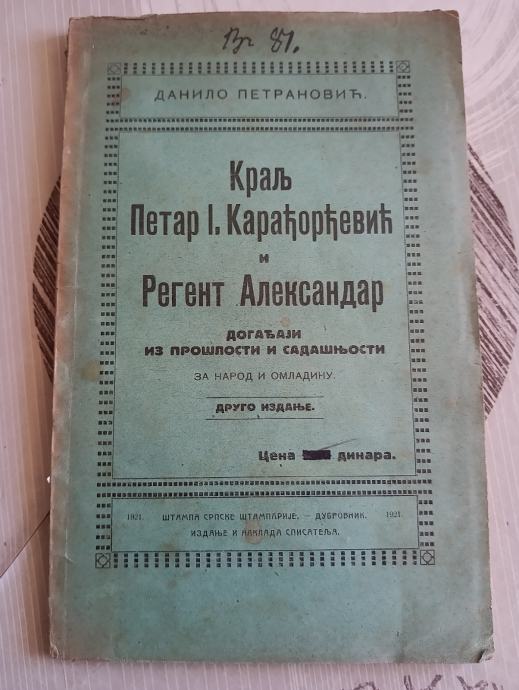 Вг 81.
ДАНИЛО ПЕТРАНОВИЋ.
Краљ
Петар I. Карађорђевић
и
Регент Александар
ДОГАЂАЈИ
ИЗ ПРОШЛОСТИ И САДАШЊОСТИ
ЗА НАРОД И ОМЛАДИНУ.
ДРУГО ИЗДАЊЕ.
Цена динара.
1921. ШТАМПА СРПСКЕ ШТАМПАРИЈЕ. — ДУБРОВНИК. 1921.
ИЗДАЊЕ И НАКЛАДА СПИСАТЕЉА.